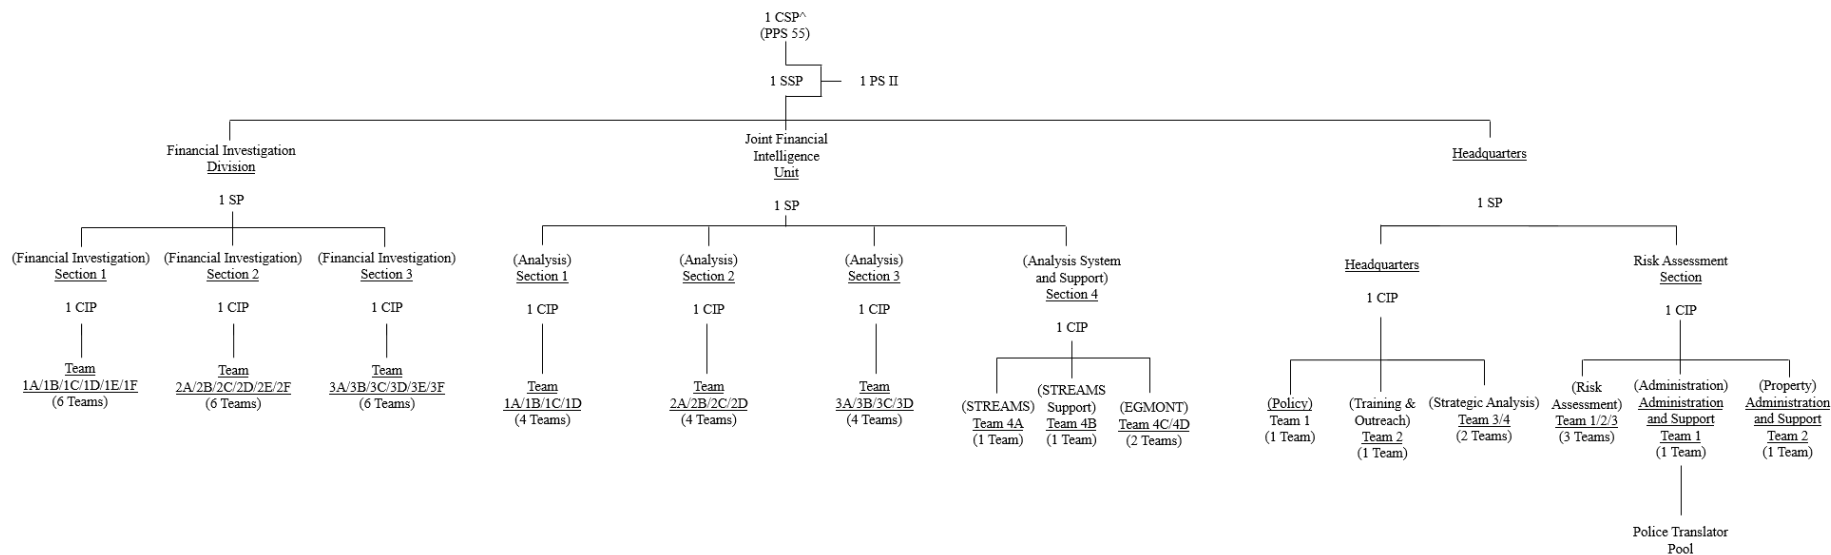 1 CSP^
(PPS 55)
1 SSP
1 PS II
Financial Investigation
Division
1 SP
(Financial Investigation)
Section 1
1 CIP
Team
1A/1B/1C/1D/1E/1F
(6 Teams)
(Financial Investigation)
Section 2
1 CIP
Team
2A/2B/2C/2D/2E/2F
(6 Teams)
(Financial Investigation)
Section 3
1 CIP
Team
3A/3B/3C/3D/3E/3F
(6 Teams)
Joint Financial
Intelligence
Unit
1 SP
(Analysis)
Section 1
1 CIP
Team
1A/1B/1C/1D
(4 Teams)
(Analysis)
Section 2
1 CIP
Team
2A/2B/2C/2D
(4 Teams)
(Analysis)
Section 3
1 CIP
Team
3A/3B/3C/3D
(4 Teams)
(Analysis System
and Support)
Section 4
1 CIP
(STREAMS)
Team 4A
(1 Team)
(STREAMS
Support)
Team 4B
(1 Team)
(EGMONT)
Team 4C/4D
(2 Teams)
Headquarters
1 SP
Headquarters
1 CIP
(Policy)
Team 1
(1 Team)
(Training &
Outreach)
Team 2
(1 Team)
(Strategic Analysis)
Team 3/4
(2 Teams)
Risk Assessment
Section
1 CIP
(Risk
Assessment)
Team 1/2/3
(3 Teams)
(Administration)
Administration
and Support
Team 1
(1 Team)
Police Translator
Pool
(Property)
Administration
and Support
Team 2
(1 Team)